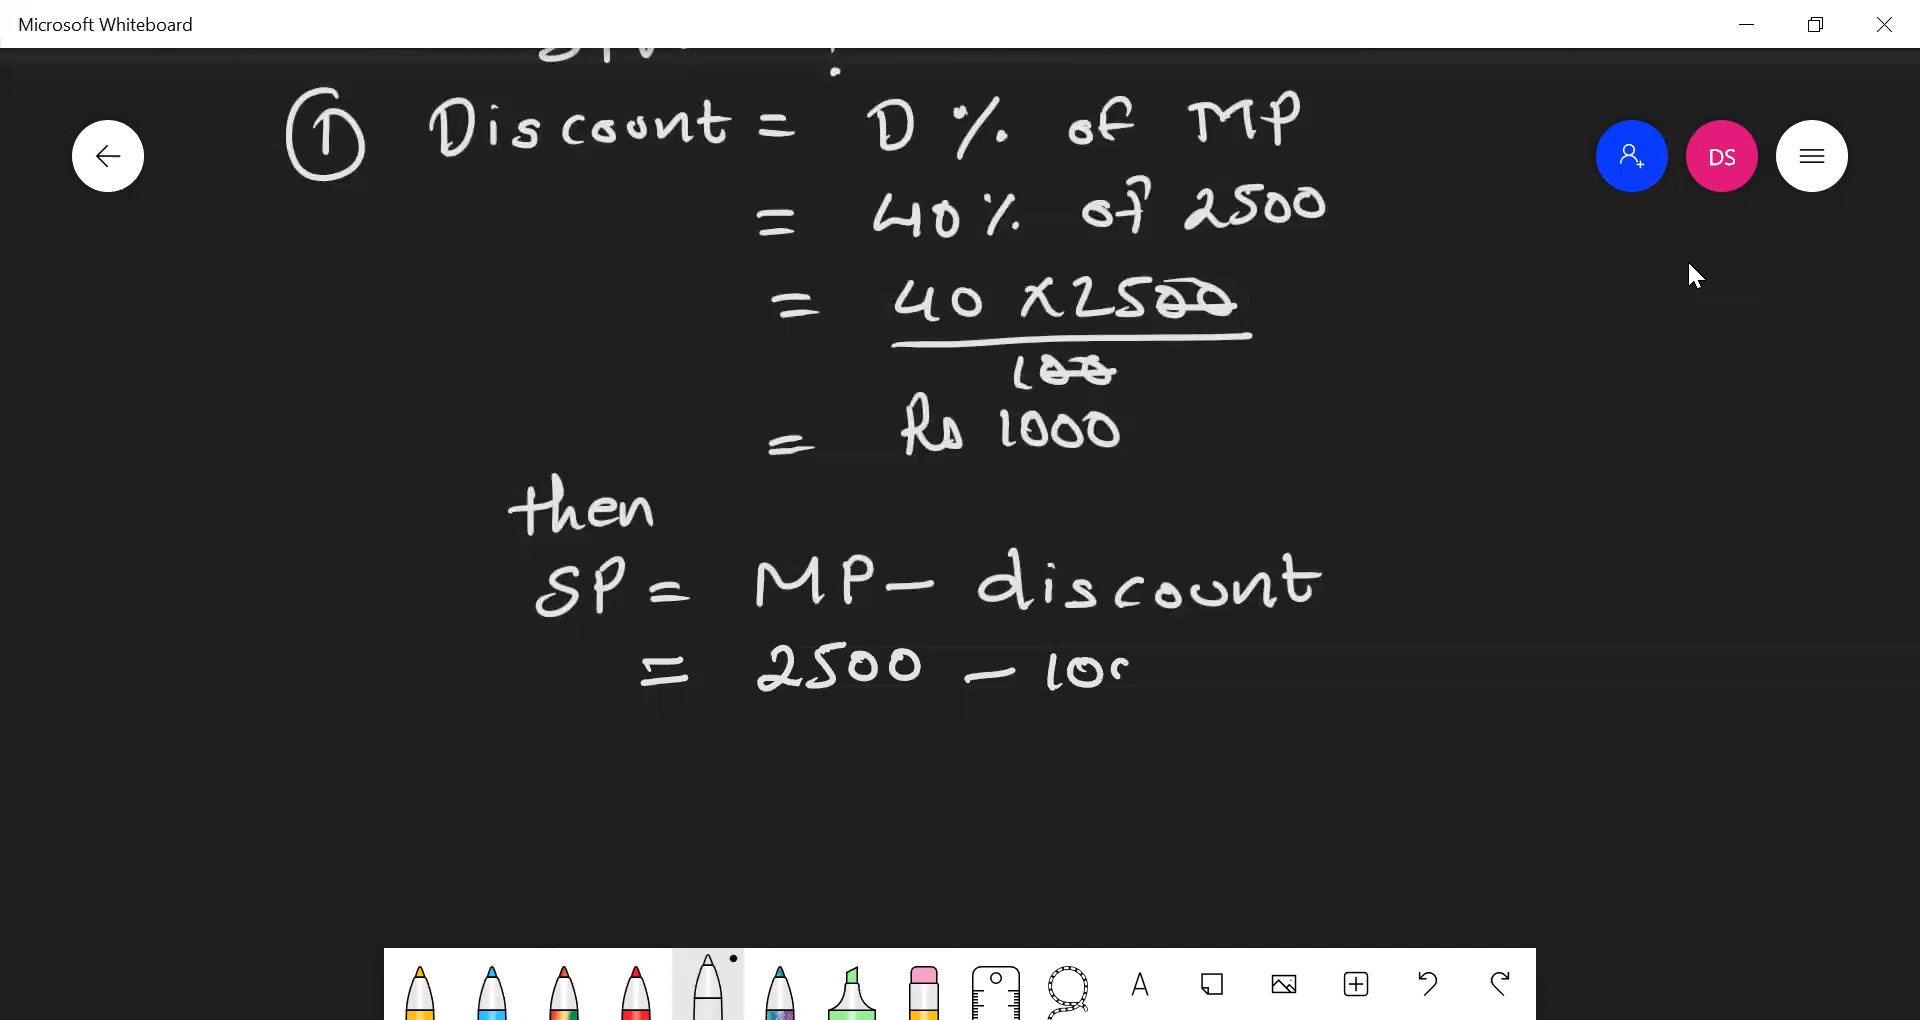 Microsoft Whiteboard
① Discount = D % of MP
DS
= 40 % of 2500
= 40 × 2500
100
= Rs 1000
then
SP = MP - discount
= 2500 - 10
A